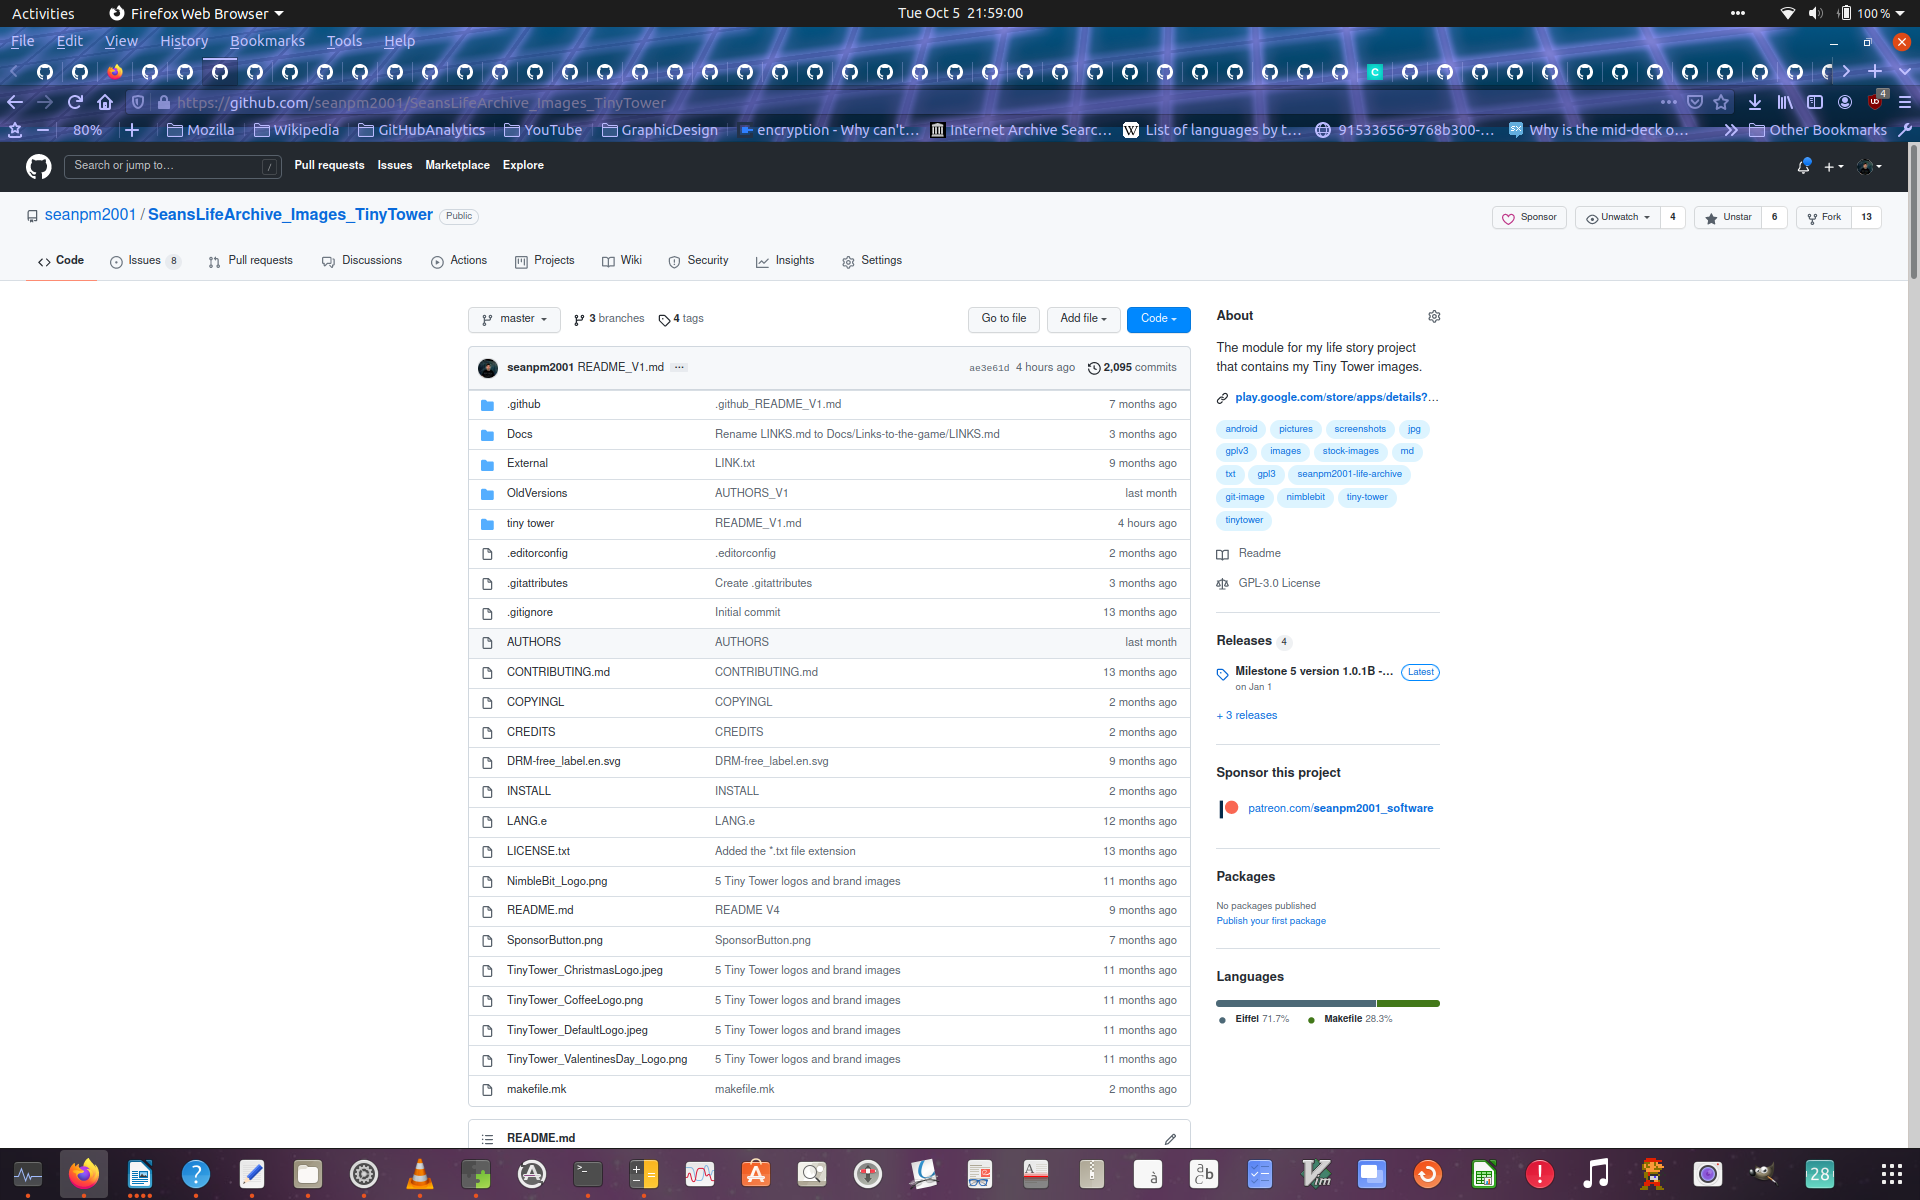 Activities Firefox Web Browser Tue Oct 5 21:59:00 100 %
File Edit View History Bookmarks Tools Help
https://github.com/seanpm2001/SeansLifeArchive_Images_TinyTower 4
80% Mozilla Wikipedia GitHubAnalytics YouTube GraphicDesign encryption - Why can't… Internet Archive Searc… List of languages by t… 91533656-9768b300-… Why is the mid-deck o… Other Bookmarks
Search or jump to… / Pull requests Issues Marketplace Explore
seanpm2001 / SeansLifeArchive_Images_TinyTower Public Sponsor Unwatch 4 Unstar 6 Fork 13
Code Issues 8 Pull requests Discussions Actions Projects Wiki Security Insights Settings
master 3 branches 4 tags Go to file Add file Code
seanpm2001 README_V1.md ae3e61d 4 hours ago 2,095 commits
.github .github_README_V1.md 7 months ago
Docs Rename LINKS.md to Docs/Links-to-the-game/LINKS.md 3 months ago
External LINK.txt 9 months ago
OldVersions AUTHORS_V1 last month
tiny tower README_V1.md 4 hours ago
.editorconfig .editorconfig 2 months ago
.gitattributes Create .gitattributes 3 months ago
.gitignore Initial commit 13 months ago
AUTHORS AUTHORS last month
CONTRIBUTING.md CONTRIBUTING.md 13 months ago
COPYINGL COPYINGL 2 months ago
CREDITS CREDITS 2 months ago
DRM-free_label.en.svg DRM-free_label.en.svg 9 months ago
INSTALL INSTALL 2 months ago
LANG.e LANG.e 12 months ago
LICENSE.txt Added the *.txt file extension 13 months ago
NimbleBit_Logo.png 5 Tiny Tower logos and brand images 11 months ago
README.md README V4 9 months ago
SponsorButton.png SponsorButton.png 7 months ago
TinyTower_ChristmasLogo.jpeg 5 Tiny Tower logos and brand images 11 months ago
TinyTower_CoffeeLogo.png 5 Tiny Tower logos and brand images 11 months ago
TinyTower_DefaultLogo.jpeg 5 Tiny Tower logos and brand images 11 months ago
TinyTower_ValentinesDay_Logo.png 5 Tiny Tower logos and brand images 11 months ago
makefile.mk makefile.mk 2 months ago
README.md
About
The module for my life story project
that contains my Tiny Tower images.
play.google.com/store/apps/details?…
android pictures screenshots jpg
gplv3 images stock-images md
txt gpl3 seanpm2001-life-archive
git-image nimblebit tiny-tower
tinytower
Readme
GPL-3.0 License
Releases 4
Milestone 5 version 1.0.1B -… Latest
on Jan 1
+ 3 releases
Sponsor this project
patreon.com/seanpm2001_software
Packages
No packages published
Publish your first package
Languages
Eiffel 71.7% Makefile 28.3%
28